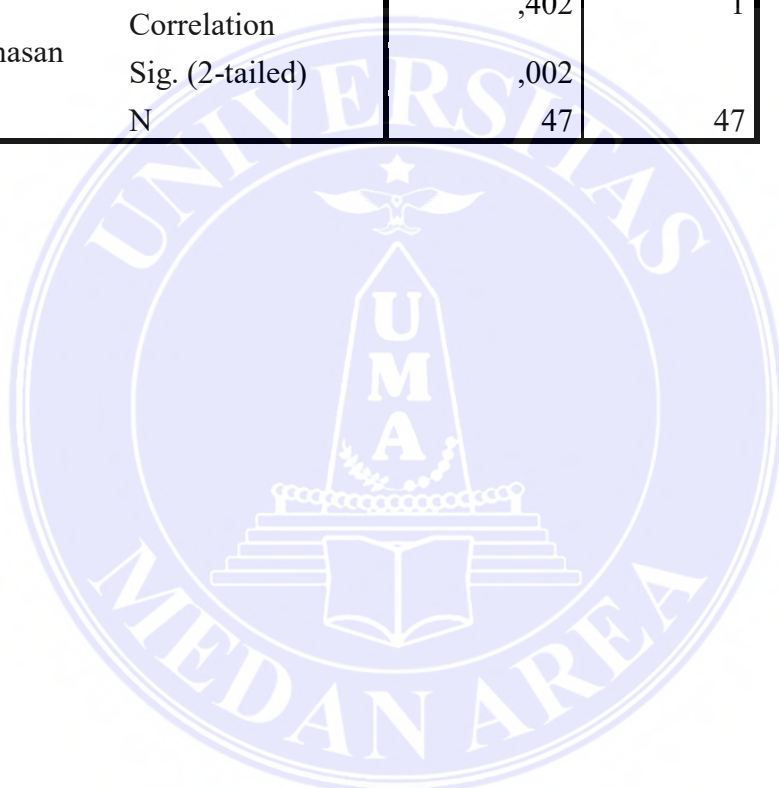 Correlation ,402 1
nasan
Sig. (2-tailed) ,002
N 47 47
UNIVERSITAS
U
M
A
MEDAN AREA